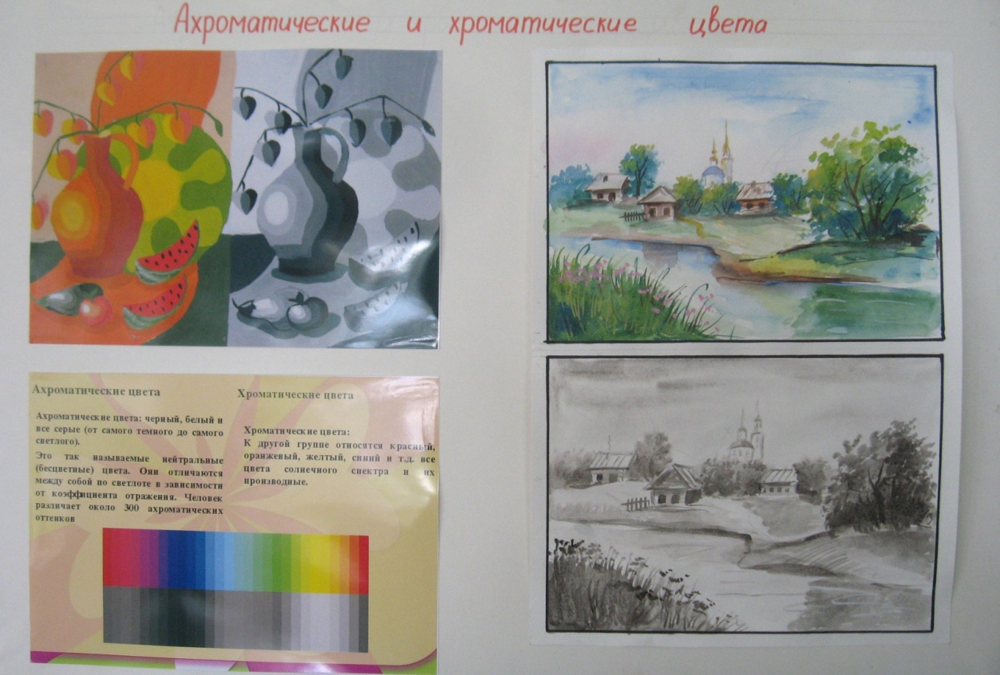 Ахроматические и хроматические цвета
Ахроматические цвета
Ахроматические цвета: черный, белый и
все серые (от самого темного до самого
светлого).
Это так называемые нейтральные
(бесцветные) цвета. Они отличаются
между собой по светлоте в зависимости
от коэффициента отражения. Человек
различает около 300 ахроматических
оттенков
Хроматические цвета
Хроматические цвета:
К другой группе относятся красный,
оранжевый, желтый, синий и т.д. все
цвета солнечного спектра и их
производные.